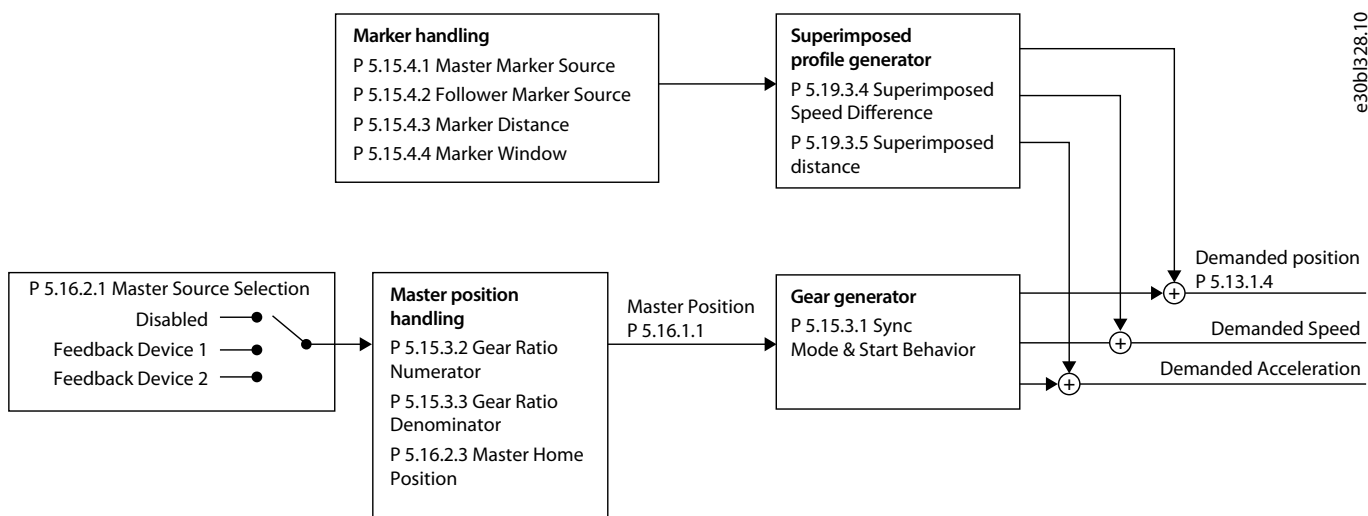 Marker handling
P 5.15.4.1 Master Marker Source
P 5.15.4.2 Follower Marker Source
P 5.15.4.3 Marker Distance
P 5.15.4.4 Marker Window
Superimposed
profile generator
P 5.19.3.4 Superimposed
Speed Difference
P 5.19.3.5 Superimposed
distance
e30bl328.10
P 5.16.2.1 Master Source Selection
Disabled
Feedback Device 1
Feedback Device 2
Master position
handling
P 5.15.3.2 Gear Ratio
Numerator
P 5.15.3.3 Gear Ratio
Denominator
P 5.16.2.3 Master Home
Position
Master Position
P 5.16.1.1
Gear generator
P 5.15.3.1 Sync
Mode & Start Behavior
+
+
+
Demanded position
P 5.13.1.4
Demanded Speed
Demanded Acceleration